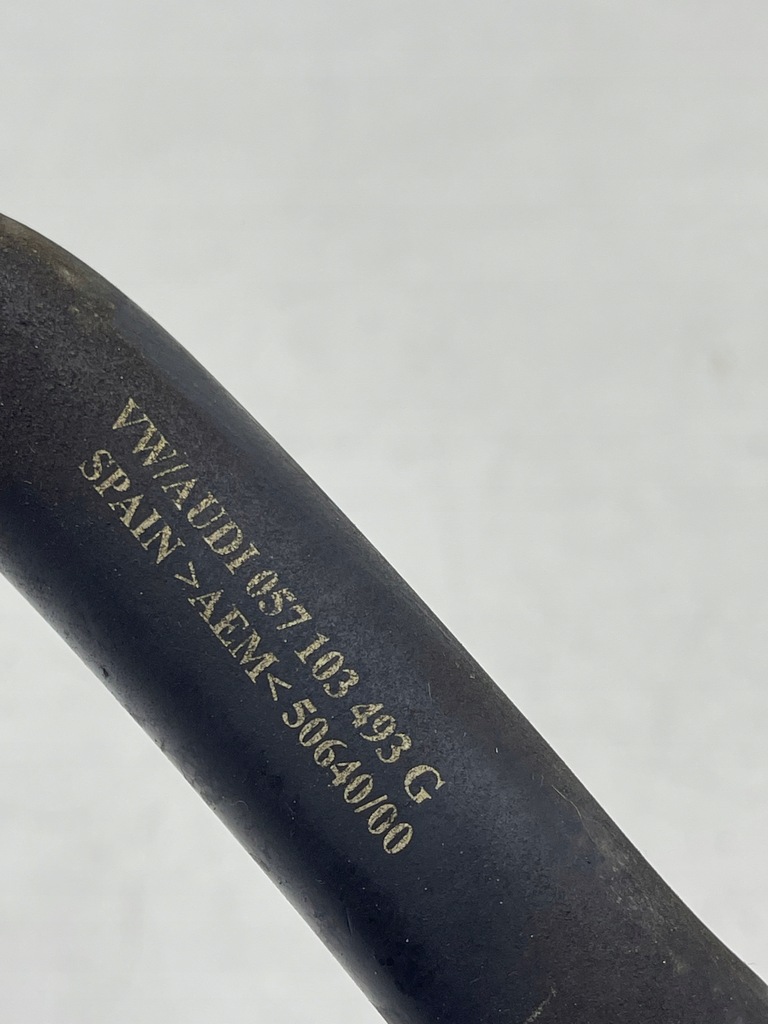 VW/AUDI 057 103 493 G
SPAIN >AEM< 50640/00